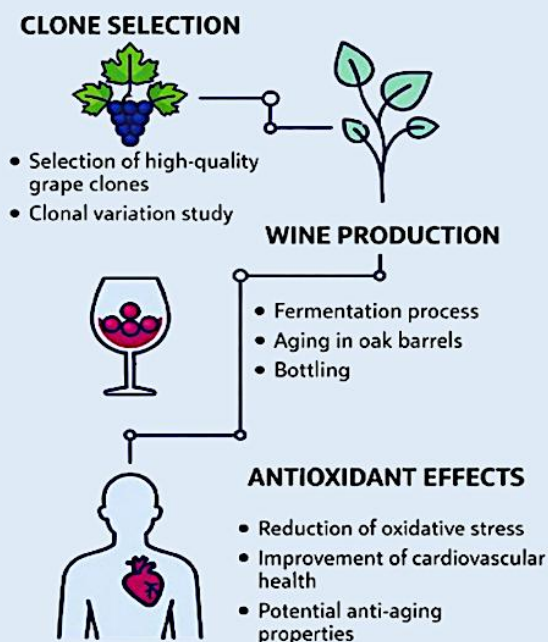 CLONE SELECTION
• Selection of high-quality
grape clones
• Clonal variation study
WINE PRODUCTION
• Fermentation process
• Aging in oak barrels
• Bottling
ANTIOXIDANT EFFECTS
• Reduction of oxidative stress
• Improvement of cardiovascular
health
• Potential anti-aging
properties